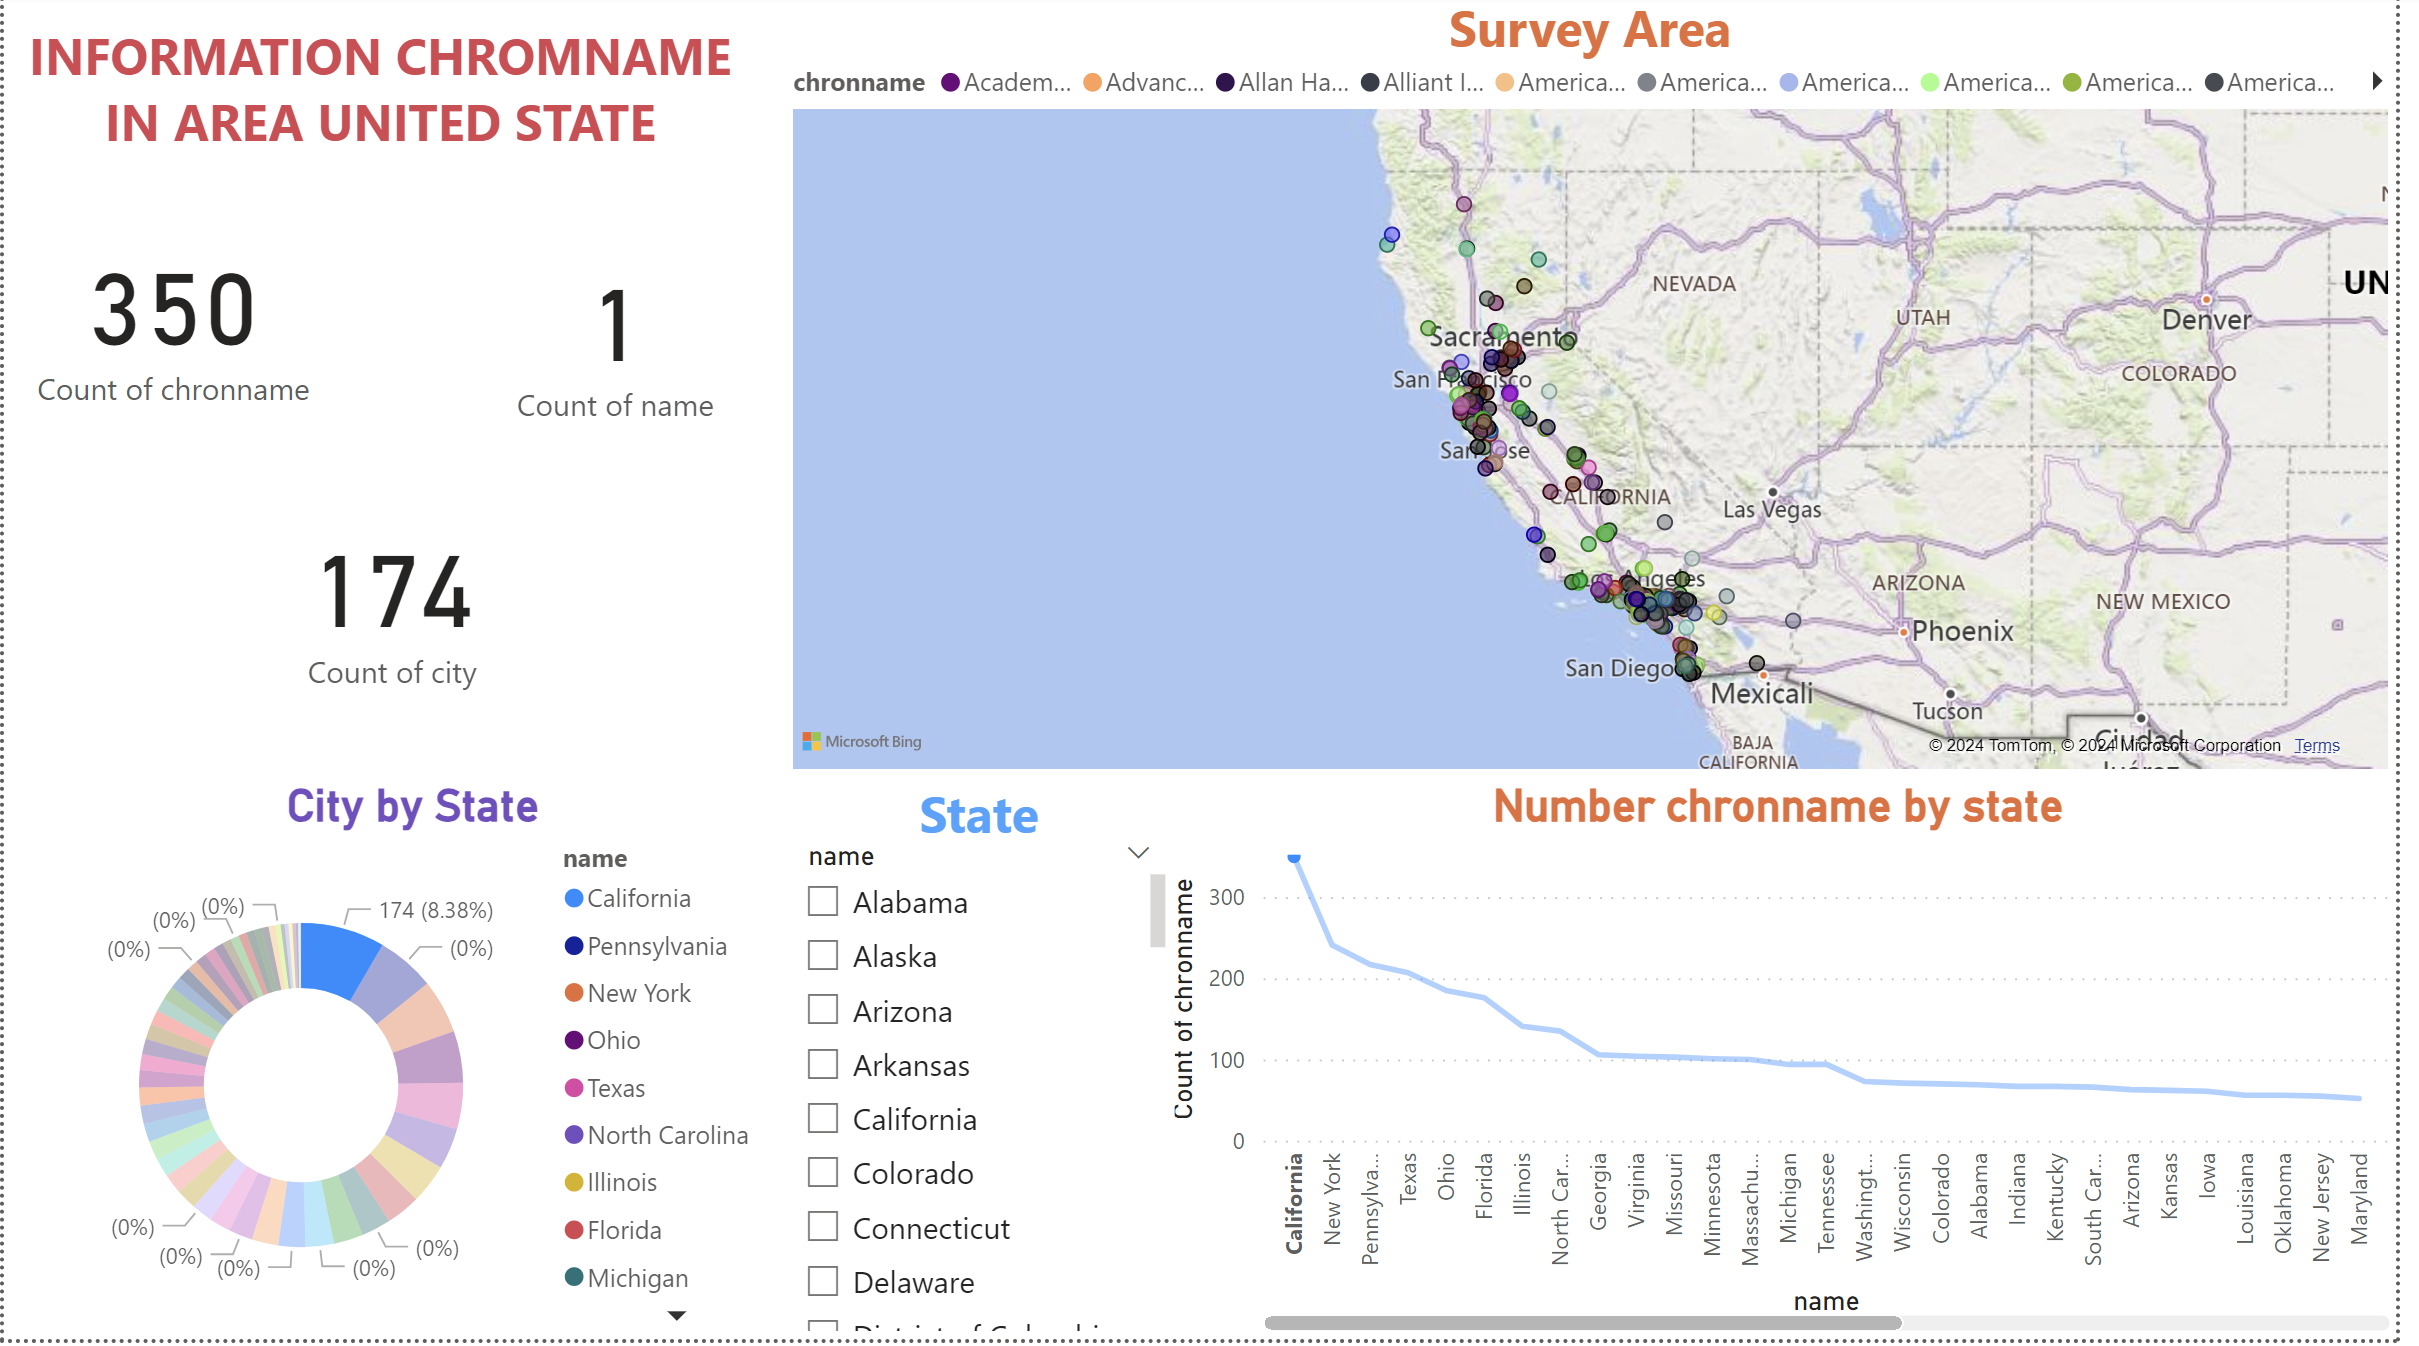 INFORMATION CHROMNAME
IN AREA UNITED STATE
350
Count of chronname
1
Count of name
174
Count of city
Survey Area
chronname Academ... Advanc... Allan Ha... Alliant I... America... America... America... America... America... America...
NEVADA
UTAH
UN
Denver
Sacramento
COLORADO
San Francisco
San Jose
CALIFORNIA
Las Vegas
Los Angeles
ARIZONA
NEW MEXICO
Phoenix
San Diego
Mexicali
Tucson
Ciudad
Juárez
BAJA
CALIFORNIA
Microsoft Bing
© 2024 TomTom, © 2024 Microsoft Corporation Terms
City by State
174 (8.38%)
(0%)
(0%)
(0%)
(0%)
(0%)
(0%)
(0%)
(0%)
(0%)
name
California
Pennsylvania
New York
Ohio
Texas
North Carolina
Illinois
Florida
Michigan
State
name
Alabama
Alaska
Arizona
Arkansas
California
Colorado
Connecticut
Delaware
Number chronname by state
Count of chronname
300
200
100
0
California
New York
Pennsylva...
Texas
Ohio
Florida
Illinois
North Car...
Georgia
Virginia
Missouri
Minnesota
Massachu...
Michigan
Tennessee
Washingt...
Wisconsin
Colorado
Alabama
Indiana
Kentucky
South Car...
Arizona
Kansas
Iowa
Louisiana
Oklahoma
New Jersey
Maryland
name